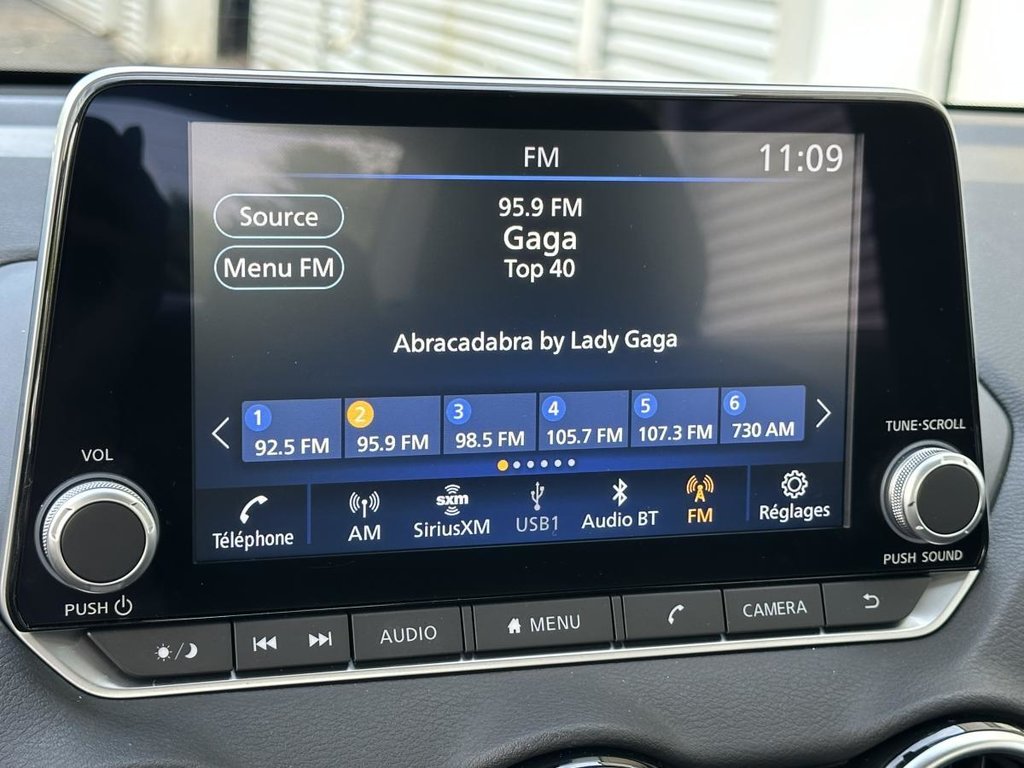 FM
11:09
Source
Menu FM
95.9 FM
Gaga
Top 40
Abracadabra by Lady Gaga
1 92.5 FM
2 95.9 FM
3 98.5 FM
4 105.7 FM
5 107.3 FM
6 730 AM
Téléphone
AM
sxm
SiriusXM
USB1
Audio BT
FM
Réglages
VOL
PUSH
TUNE·SCROLL
PUSH SOUND
AUDIO
MENU
CAMERA